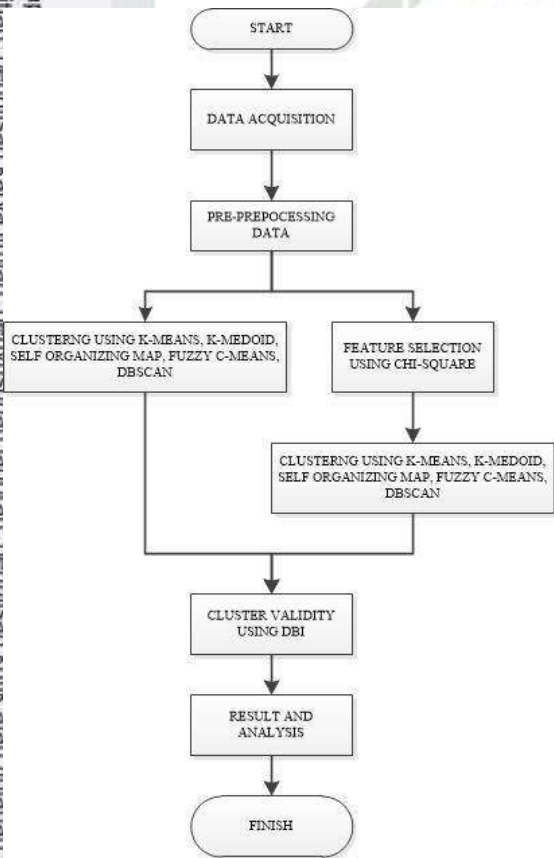 START
DATA ACQUISITION
PRE-PREPOCESSING
DATA
CLUSTERNG USING K-MEANS, K-MEDOID,
SELF ORGANIZING MAP, FUZZY C-MEANS,
DBSCAN
FEATURE SELECTION
USING CHI-SQUARE
CLUSTERNG USING K-MEANS, K-MEDOID,
SELF ORGANIZING MAP, FUZZY C-MEANS,
DBSCAN
CLUSTER VALIDITY
USING DBI
RESULT AND
ANALYSIS
FINISH